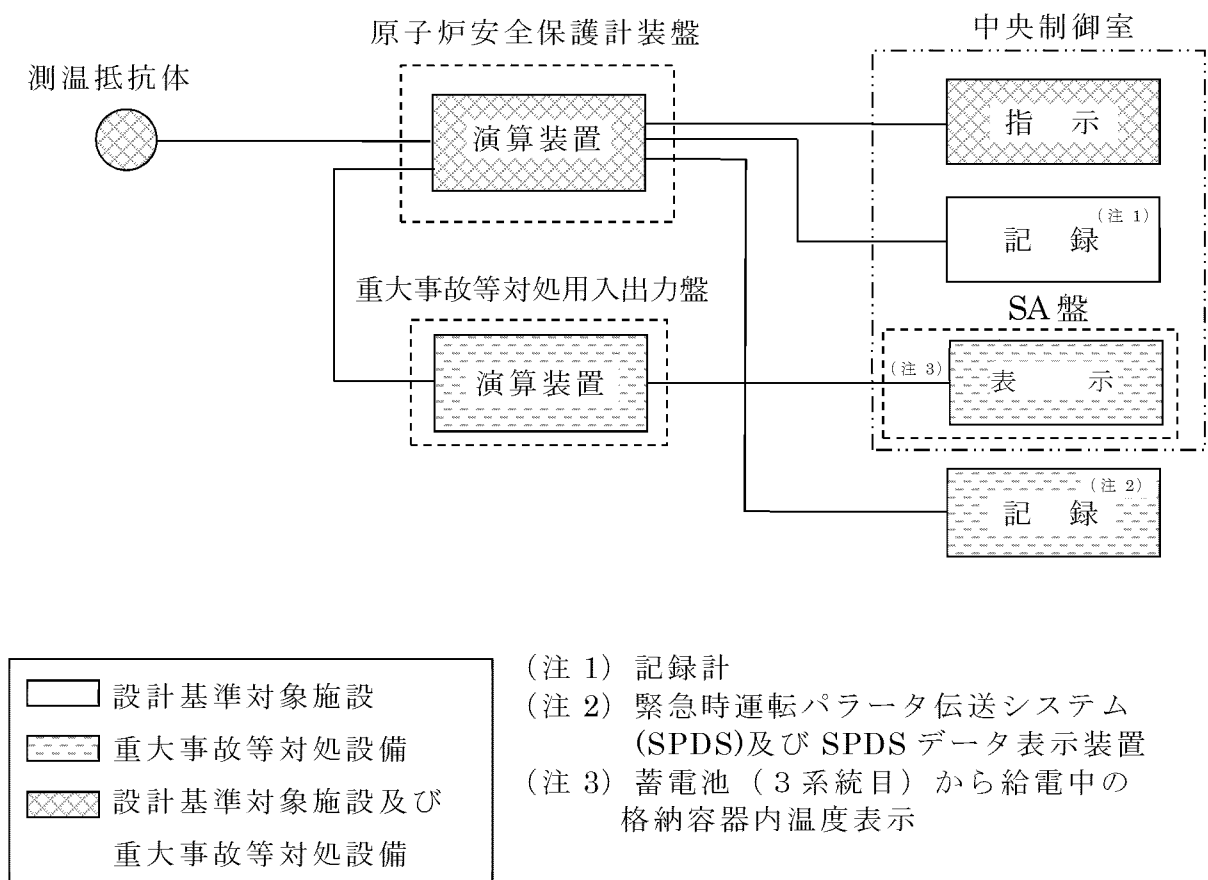 原子炉安全保護計装盤
中央制御室
測温抵抗体
演算装置
指 示
(注 1)
記 録
重大事故等対処用入出力盤
SA 盤
演算装置
(注 3)
表 示
(注 2)
記 録
設計基準対象施設
重大事故等対処設備
設計基準対象施設及び
重大事故等対処設備
(注 1) 記録計
(注 2) 緊急時運転パラータ伝送システム
(SPDS)及び SPDS データ表示装置
(注 3) 蓄電池（3 系統目）から給電中の
格納容器内温度表示